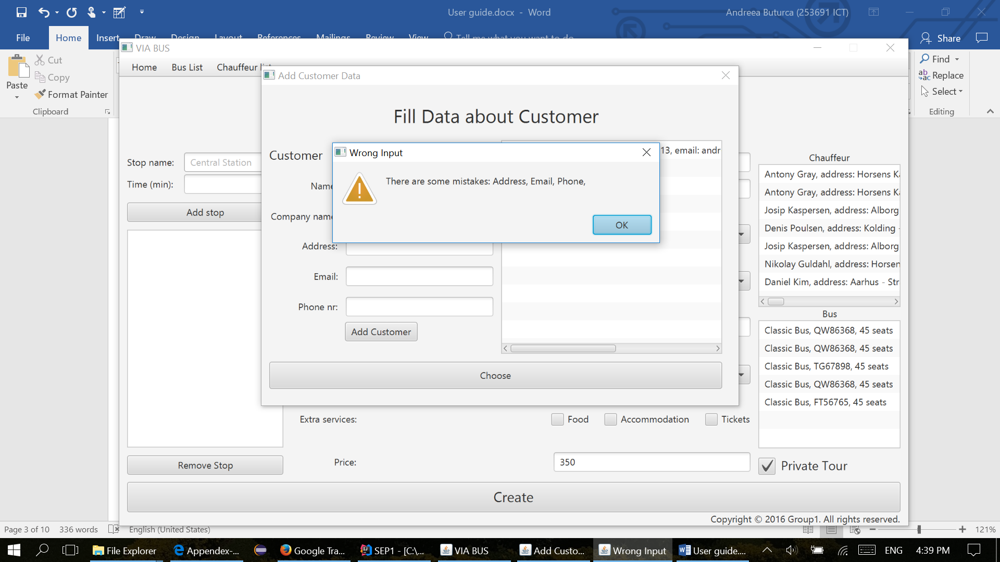 User guide.docx - Word
Andreea Buturca (253691 ICT)
File
Home
Insert
Draw
Design
Layout
References
Mailings
Review
View
Tell me what you want to do
Share
Paste
Cut
Copy
Format Painter
Clipboard
Find
Replace
Select
Editing
VIA BUS
Home
Bus List
Chauffeur list
Add Customer Data
Fill Data about Customer
Customer
13, email: andr
Name
Company name
Address:
Email:
Phone nr:
Add Customer
Choose
Wrong Input
There are some mistakes: Address, Email, Phone,
OK
Stop name:
Central Station
Time (min):
Add stop
Remove Stop
Chauffeur
Antony Gray, address: Horsens Ka
Antony Gray, address: Horsens Ka
Josip Kaspersen, address: Alborg
Denis Poulsen, address: Kolding -
Josip Kaspersen, address: Alborg
Nikolay Guldahl, address: Horsen
Daniel Kim, address: Aarhus - Str
Bus
Classic Bus, QW86368, 45 seats
Classic Bus, QW86368, 45 seats
Classic Bus, TG67898, 45 seats
Classic Bus, QW86368, 45 seats
Classic Bus, FT56765, 45 seats
Extra services:
Food
Accommodation
Tickets
Price:
350
Private Tour
Create
Copyright © 2016 Group1. All rights reserved.
Page 3 of 10
336 words
English (United States)
121%
File Explorer
Appendex-...
Google Tra...
SEP1 - [C:\...
VIA BUS
Add Custo...
Wrong Input
User guide....
ENG
4:39 PM